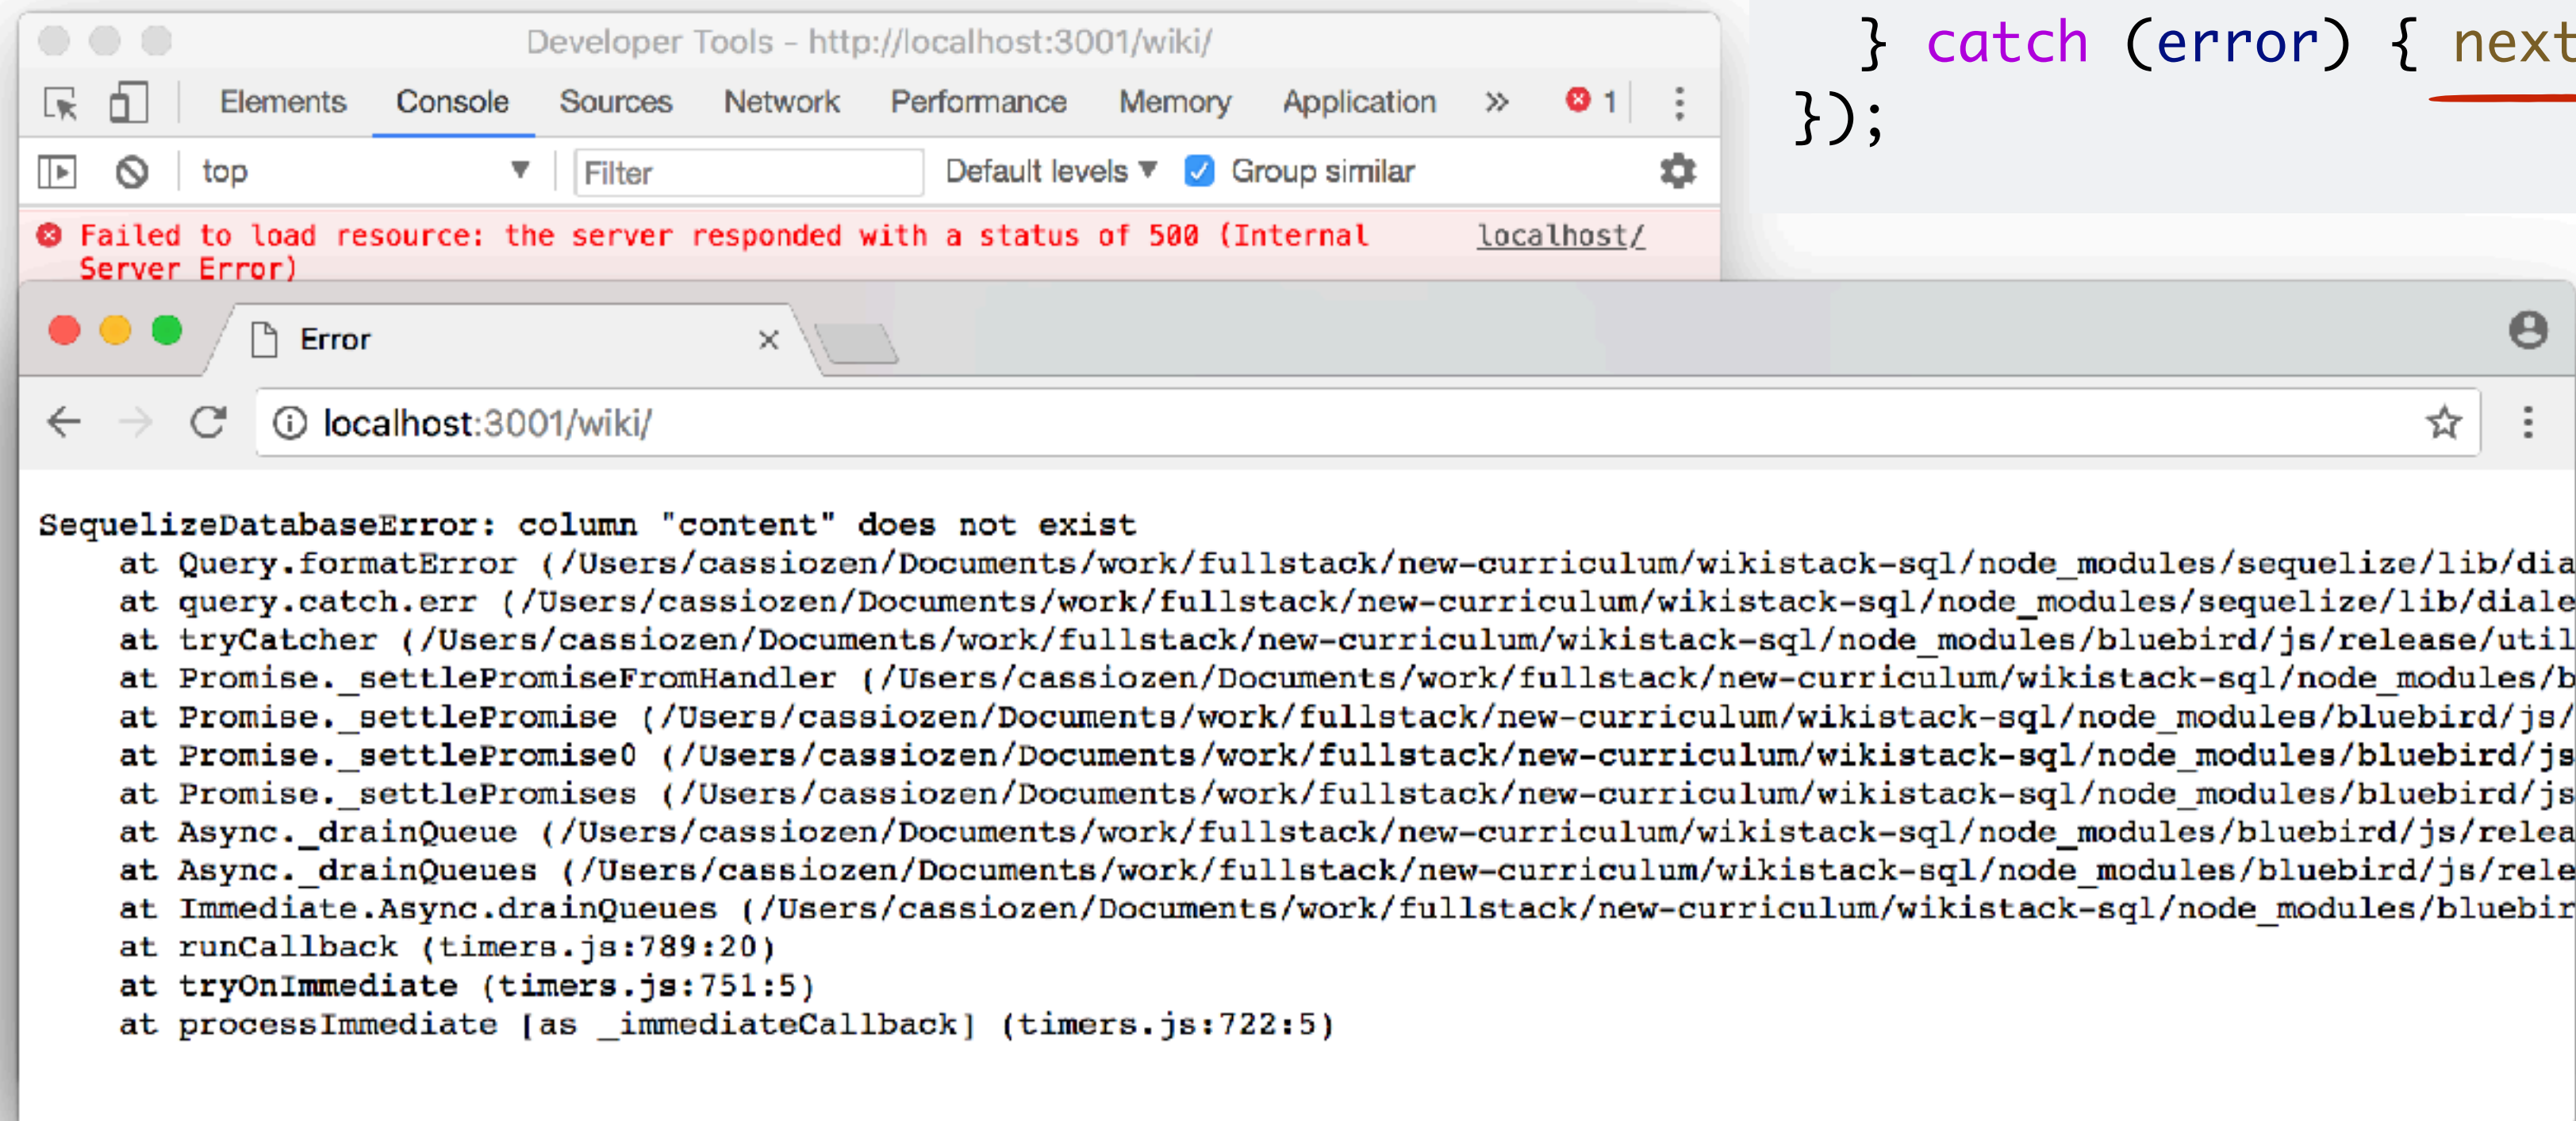 Developer Tools - http://localhost:3001/wiki/
Elements Console Sources Network Performance Memory Application » 1
top Filter Default levels Group similar
Failed to load resource: the server responded with a status of 500 (Internal localhost/
Server Error)
} catch (error) { next
});
Error
localhost:3001/wiki/
SequelizeDatabaseError: column "content" does not exist
at Query.formatError (/Users/cassiozen/Documents/work/fullstack/new-curriculum/wikistack-sql/node_modules/sequelize/lib/dia
at query.catch.err (/Users/cassiozen/Documents/work/fullstack/new-curriculum/wikistack-sql/node_modules/sequelize/lib/diale
at tryCatcher (/Users/cassiozen/Documents/work/fullstack/new-curriculum/wikistack-sql/node_modules/bluebird/js/release/util
at Promise._settlePromiseFromHandler (/Users/cassiozen/Documents/work/fullstack/new-curriculum/wikistack-sql/node_modules/b
at Promise._settlePromise (/Users/cassiozen/Documents/work/fullstack/new-curriculum/wikistack-sql/node_modules/bluebird/js/
at Promise._settlePromise0 (/Users/cassiozen/Documents/work/fullstack/new-curriculum/wikistack-sql/node_modules/bluebird/js
at Promise._settlePromises (/Users/cassiozen/Documents/work/fullstack/new-curriculum/wikistack-sql/node_modules/bluebird/js
at Async._drainQueue (/Users/cassiozen/Documents/work/fullstack/new-curriculum/wikistack-sql/node_modules/bluebird/js/relea
at Async._drainQueues (/Users/cassiozen/Documents/work/fullstack/new-curriculum/wikistack-sql/node_modules/bluebird/js/rele
at Immediate.Async.drainQueues (/Users/cassiozen/Documents/work/fullstack/new-curriculum/wikistack-sql/node_modules/bluebir
at runCallback (timers.js:789:20)
at tryOnImmediate (timers.js:751:5)
at processImmediate [as _immediateCallback] (timers.js:722:5)